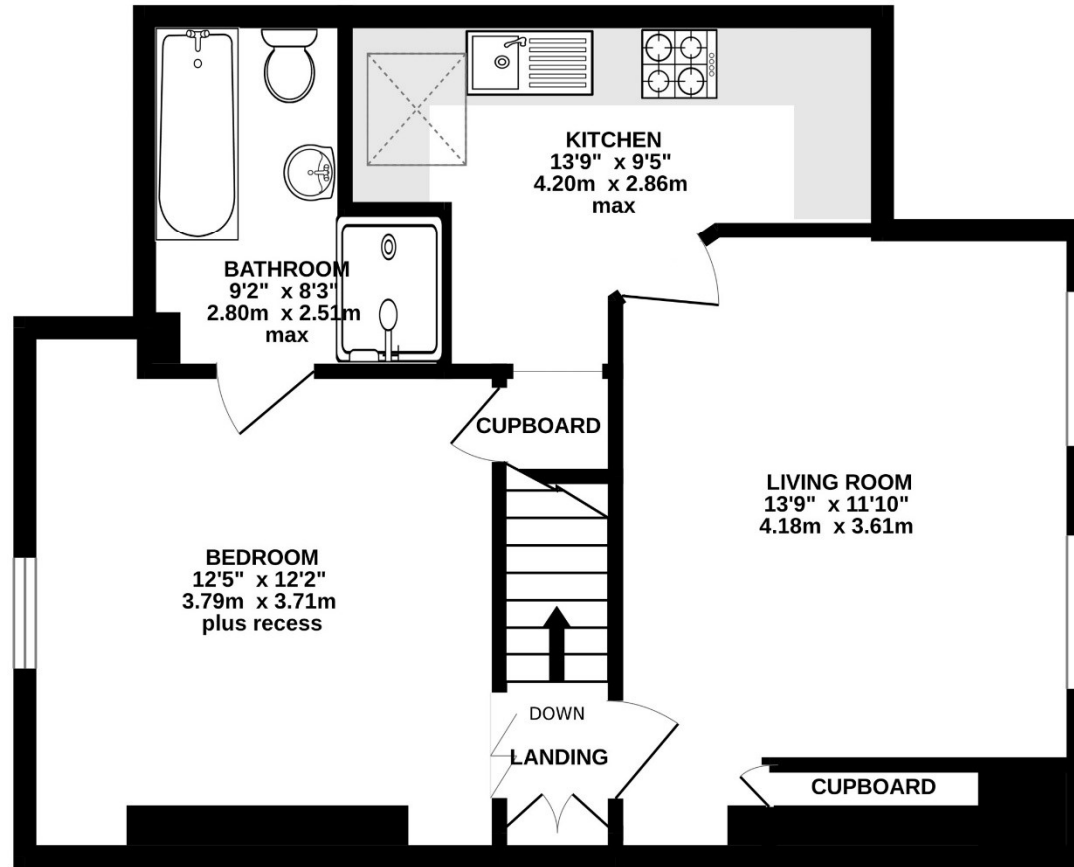 KITCHEN
13'9" x 9'5"
4.20m x 2.86m
max
BATHROOM
9'2" x 8'3"
2.80m x 2.51m
max
CUPBOARD
LIVING ROOM
13'9" x 11'10"
4.18m x 3.61m
BEDROOM
12'5" x 12'2"
3.79m x 3.71m
plus recess
DOWN
LANDING
CUPBOARD